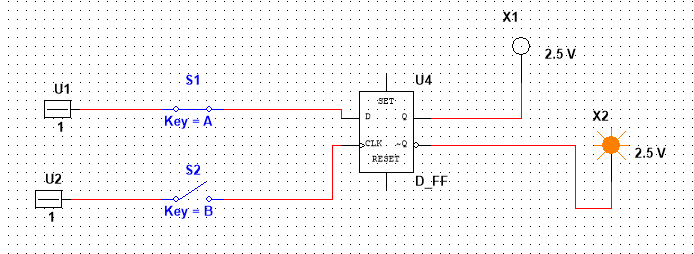 X1
2.5 V
U1
1
S1
Key = A
U4
SET
D Q
CLK ~Q
RESET
D_FF
X2
2.5 V
U2
1
S2
Key = B